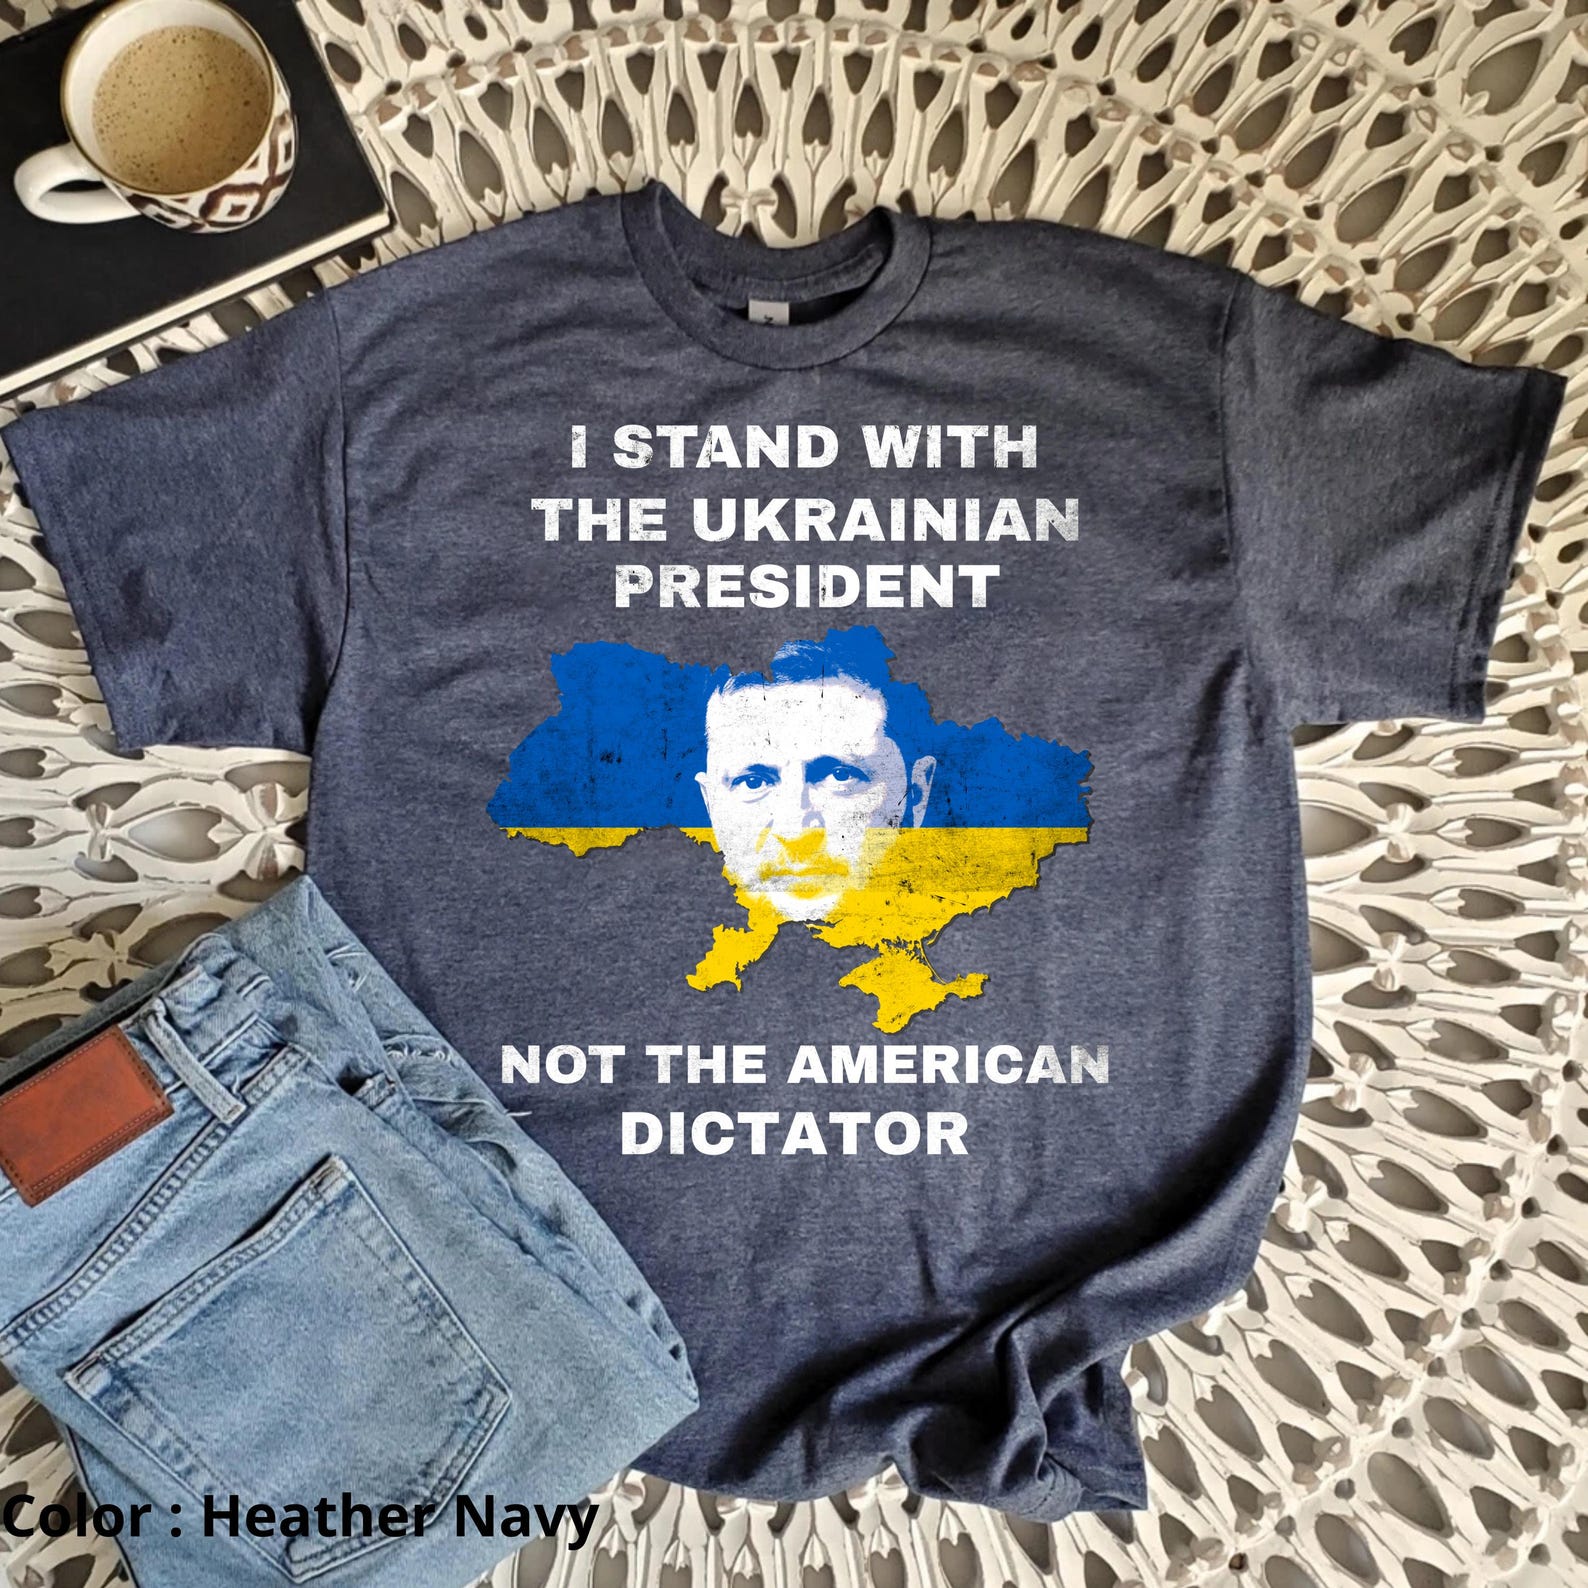 I STAND WITH
THE UKRAINIAN
PRESIDENT
NOT THE AMERICAN
DICTATOR
Color : Heather Navy